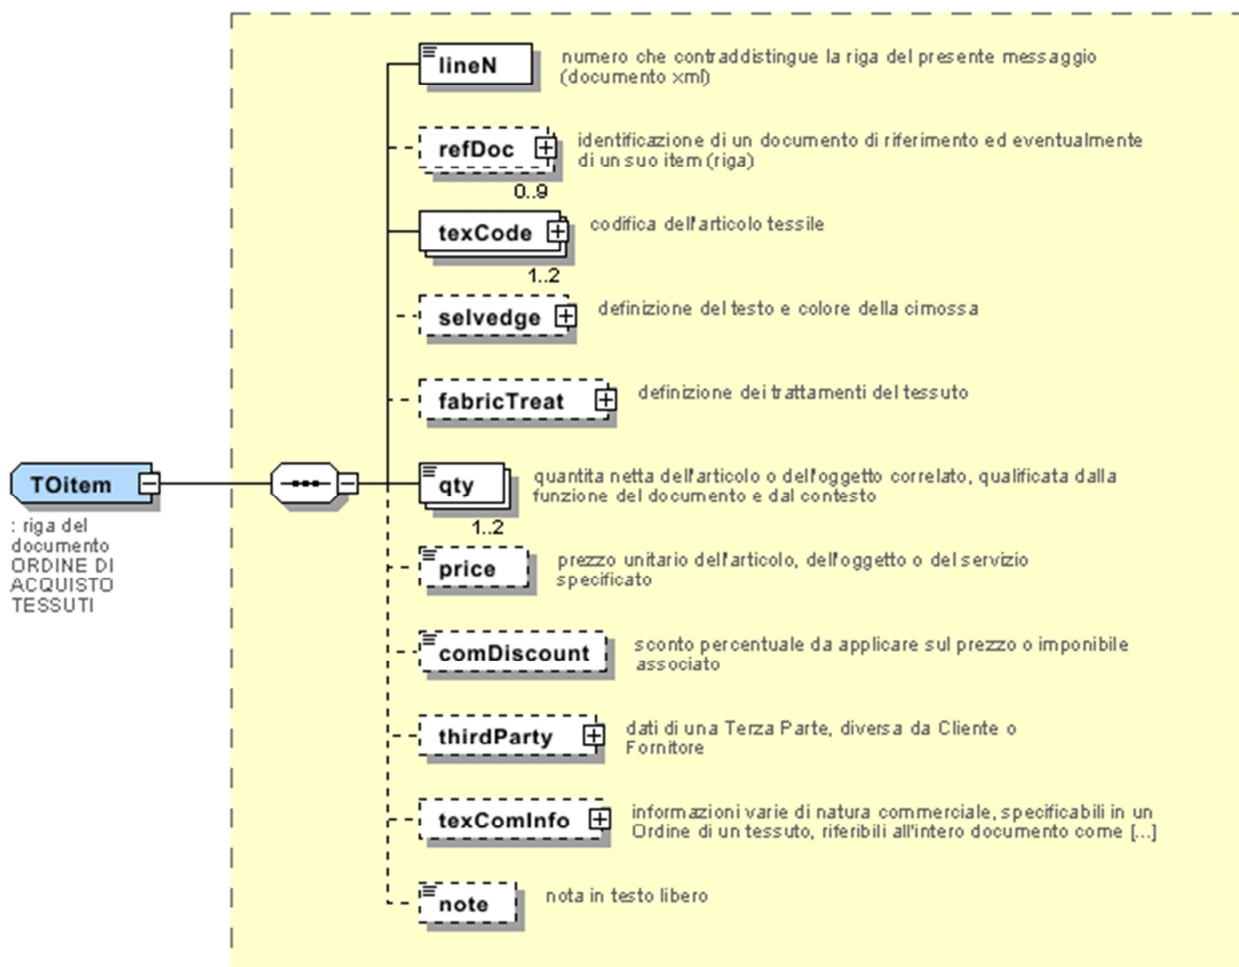 lineN
numero che contraddistingue la riga del presente messaggio
(documento xml)
refDoc
identificazione di un documento di riferimento ed eventualmente
di un suo item (riga)
0..9
texCode
codifica dell'articolo tessile
1..2
selvedge
definizione del testo e colore della cimossa
fabricTreat
definizione dei trattamenti del tessuto
TOitem
: riga del
documento
ORDINE DI
ACQUISTO
TESSUTI
qty
quantita netta dell'articolo o dell'oggetto correlato, qualificata dalla
funzione del documento e dal contesto
1..2
price
prezzo unitario dell'articolo, dell'oggetto o del servizio
specificato
comDiscount
sconto percentuale da applicare sul prezzo o imponibile
associato
thirdParty
dati di una Terza Parte, diversa da Cliente o
Fornitore
texComInfo
informazioni varie di natura commerciale, specificabili in un
Ordine di un tessuto, riferibili all'intero documento come [...]
note
nota in testo libero